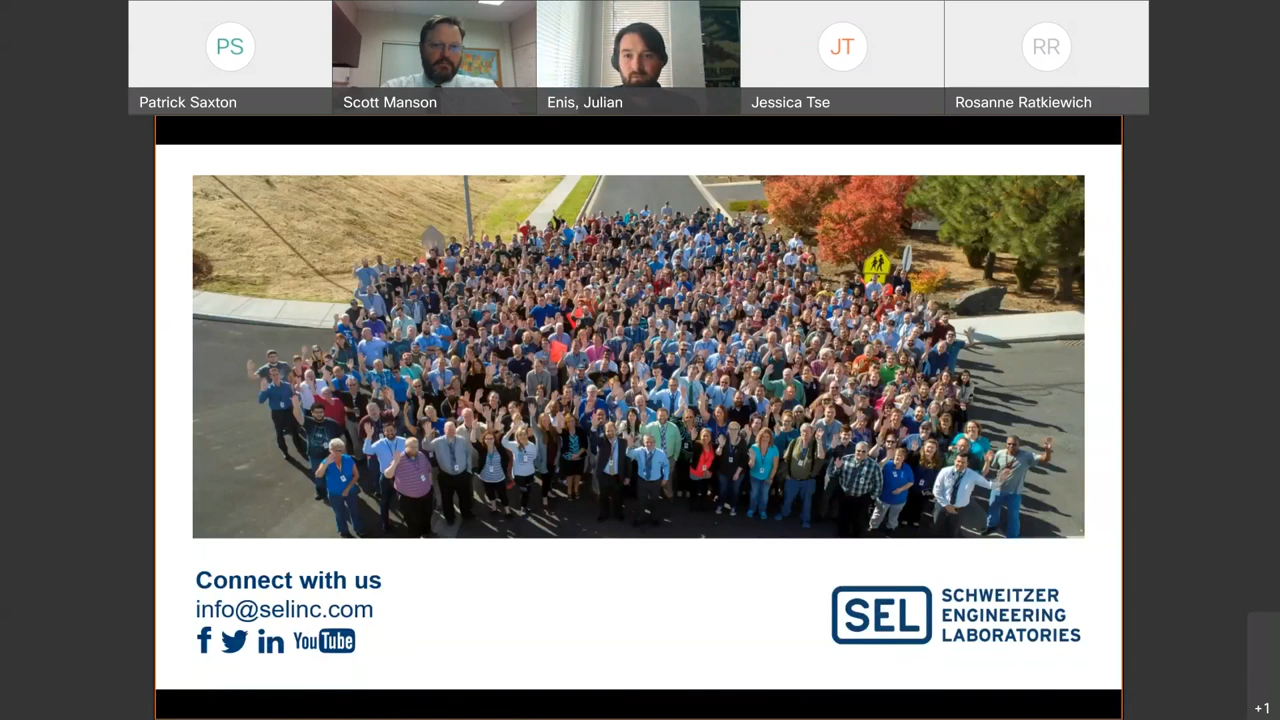 PS
JT
RR
Patrick Saxton
Scott Manson
Enis, Julian
Jessica Tse
Rosanne Ratkiewich
Connect with us
info@selinc.com
f in YouTube
SEL
SCHWEITZER
ENGINEERING
LABORATORIES
+1